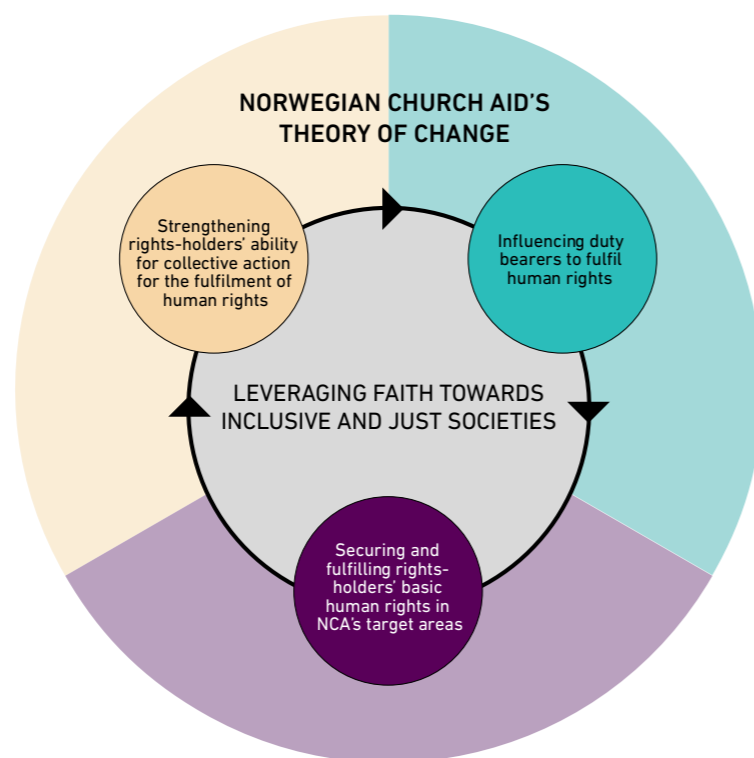 NORWEGIAN CHURCH AID’S
THEORY OF CHANGE
Strengthening
rights-holders’ ability
for collective action
for the fulfilment of
human rights
Influencing duty
bearers to fulfil
human rights
LEVERAGING FAITH TOWARDS
INCLUSIVE AND JUST SOCIETIES
Securing and
fulfilling rights-
holders’ basic
human rights in
NCA’s target areas